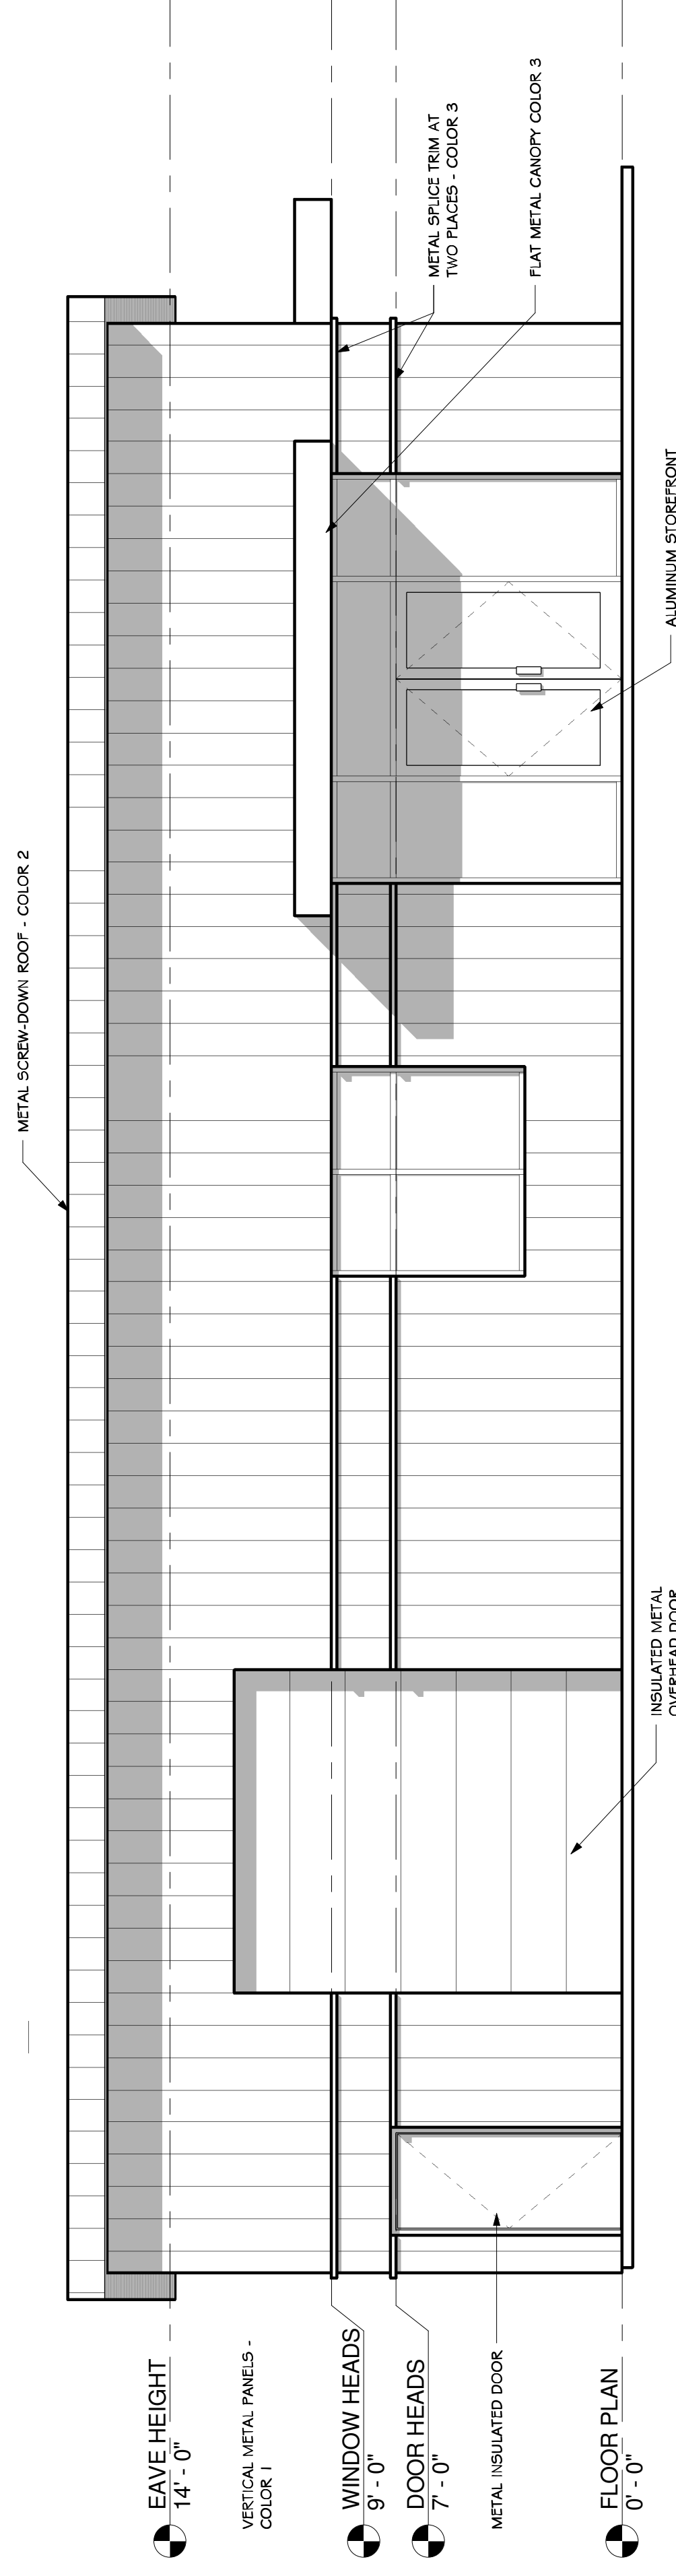 METAL SCREW-DOWN ROOF - COLOR 2
EAVE HEIGHT
14' - 0"
VERTICAL METAL PANELS -
COLOR 1
WINDOW HEADS
9' - 0"
DOOR HEADS
7' - 0"
METAL SPLICE TRIM AT
TWO PLACES - COLOR 3
METAL INSULATED DOOR
FLAT METAL CANOPY COLOR 3
FLOOR PLAN
0' - 0"
INSULATED METAL
OVERHEAD DOOR
ALUMINUM STOREFRONT